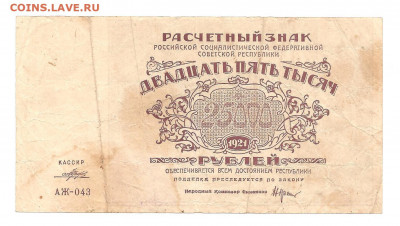 COINS.LAVE.RU
РАСЧЕТНЫЙ ЗНАК
РОССИЙСКОЙ СОЦИАЛИСТИЧЕСКОЙ ФЕДЕРАТИВНОЙ
СОВЕТСКОЙ РЕСПУБЛИКИ
ДВАДЦАТЬ ПЯТЬ ТЫСЯЧ
25000
1921
РУБЛЕЙ
ОБЕСПЕЧИВАЕТСЯ ВСЕМ ДОСТОЯНИЕМ РЕСПУБЛИКИ
ПОДДЕЛКА ПРЕСЛЕДУЕТСЯ ПО ЗАКОНУ
Народный Комиссар Финансов
КАССИР
АЖ-043